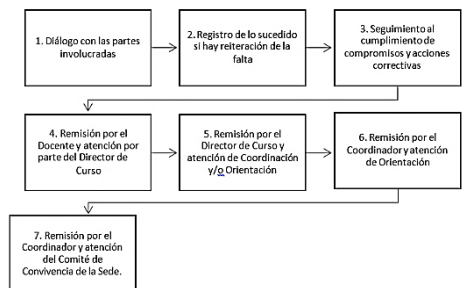 1. Diálogo con las partes
involucradas
2. Registro de lo sucedido
si hay reiteración de la
falta
3. Seguimiento al
cumplimiento de
compromisos y acciones
correctivas
4. Remisión por el
Docente y atención por
parte del Director de
Curso
5. Remisión por el
Director de Curso y
atención de Coordinación
y/o Orientación
6. Remisión por el
Coordinador y atención
de Orientación
7. Remisión por el
Coordinador y atención
del Comité de
Convivencia de la Sede.